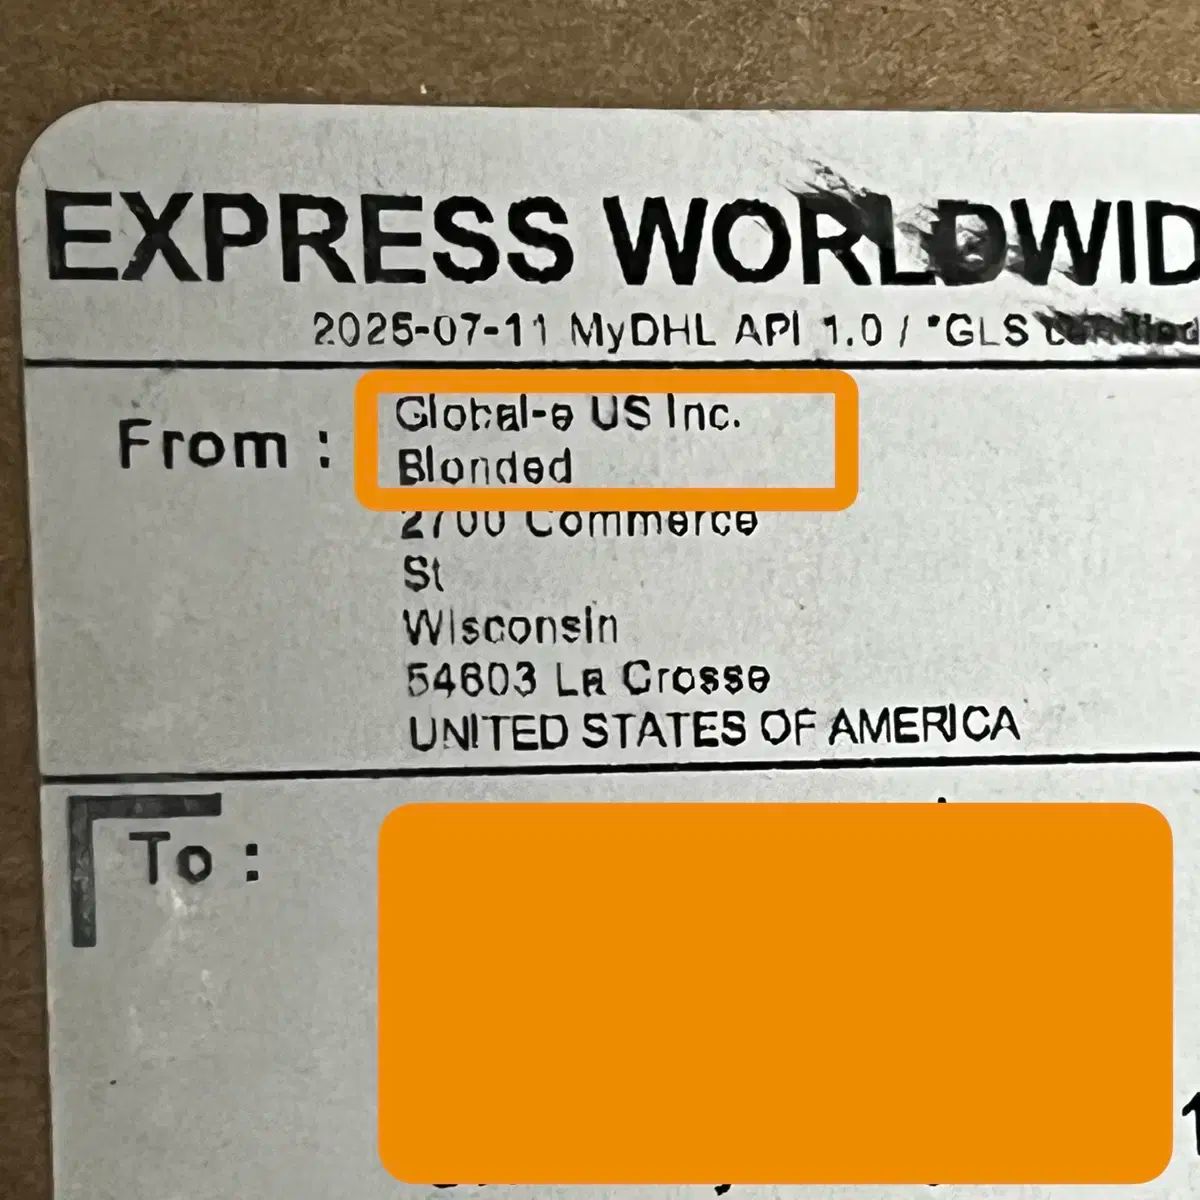 EXPRESS WORLDWID
2025-07-11 MyDHL API 1.0 / *GLS
From :
Global-e US Inc.
Blonded
2700 Commerce
St
Wisconsin
54603 La Crosse
UNITED STATES OF AMERICA
To :